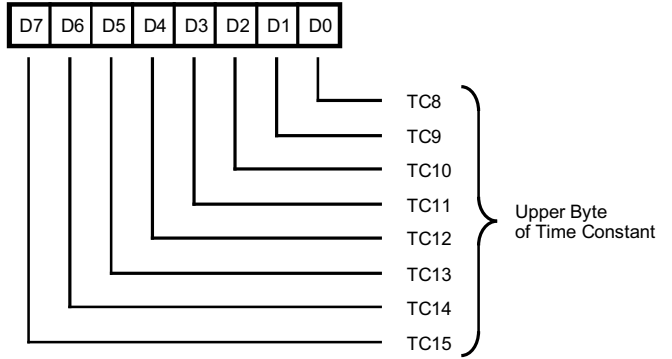 D7 D6 D5 D4 D3 D2 D1 D0
TC8
TC9
TC10
TC11
TC12
TC13
TC14
TC15
Upper Byte
of Time Constant